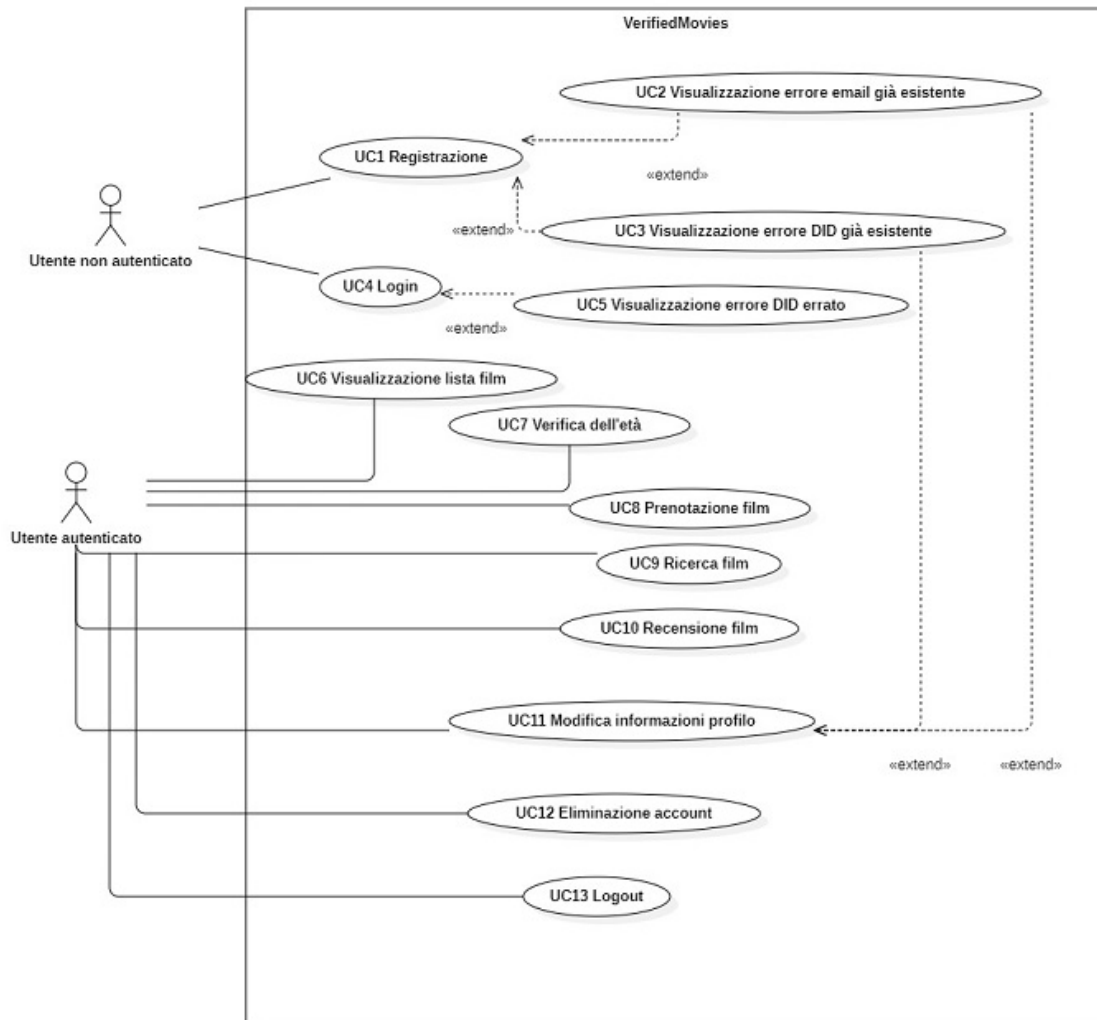 VerifiedMovies
UC2 Visualizzazione errore email già esistente
UC1 Registrazione
«extend»
«extend»
UC3 Visualizzazione errore DID già esistente
Utente non autenticato
UC4 Login
UC5 Visualizzazione errore DID errato
«extend»
UC6 Visualizzazione lista film
UC7 Verifica dell'età
UC8 Prenotazione film
Utente autenticato
UC9 Ricerca film
UC10 Recensione film
UC11 Modifica informazioni profilo
«extend»
«extend»
UC12 Eliminazione account
UC13 Logout